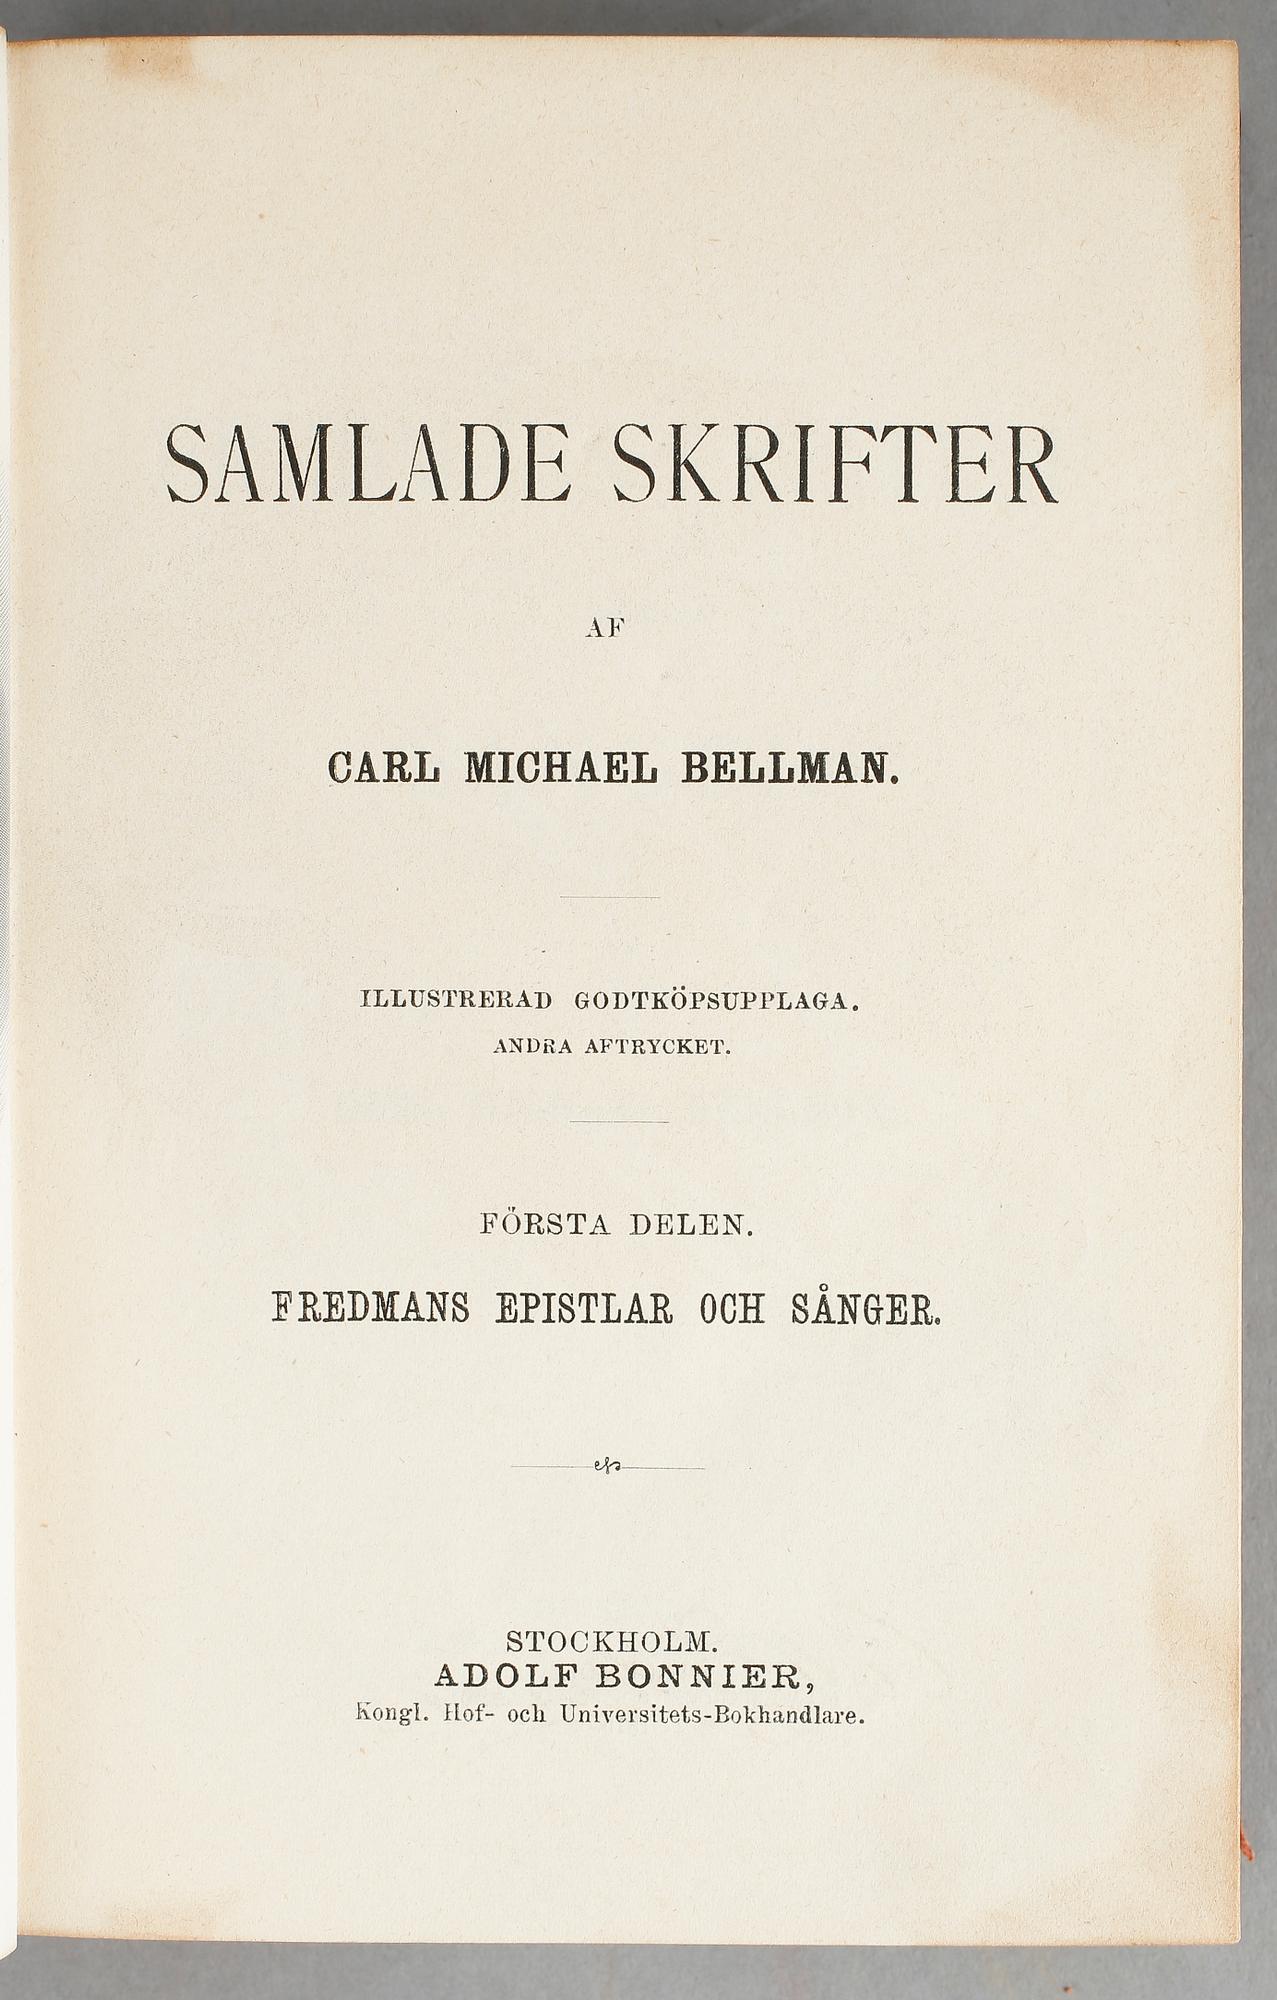 SAMLADE SKRIFTER
AF
CARL MICHAEL BELLMAN.
ILLUSTRERAD GODTKÖPSUPPLAGA.
ANDRA AFTRYCKET.
FÖRSTA DELEN.
FREDMANS EPISTLAR OCH SÅNGER.
STOCKHOLM.
ADOLF BONNIER,
Kongl. Hof- och Universitets-Bokhandlare.